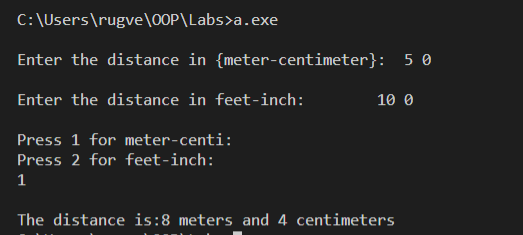 C:\Users\rugve\OOP\Labs>a.exe
Enter the distance in {meter-centimeter}:  5 0
Enter the distance in feet-inch:        10 0
Press 1 for meter-centi:
Press 2 for feet-inch:
1
The distance is:8 meters and 4 centimeters